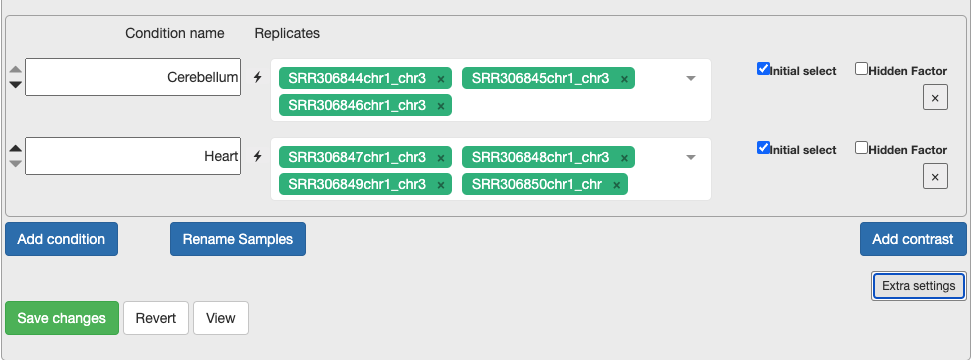 Condition name Replicates
Cerebellum SRR306844chr1_chr3 × SRR306845chr1_chr3 × Initial select Hidden Factor
SRR306846chr1_chr3 × ×
Heart SRR306847chr1_chr3 × SRR306848chr1_chr3 × Initial select Hidden Factor
SRR306849chr1_chr3 × SRR306850chr1_chr × ×
Add condition Rename Samples Add contrast
Extra settings
Save changes Revert View